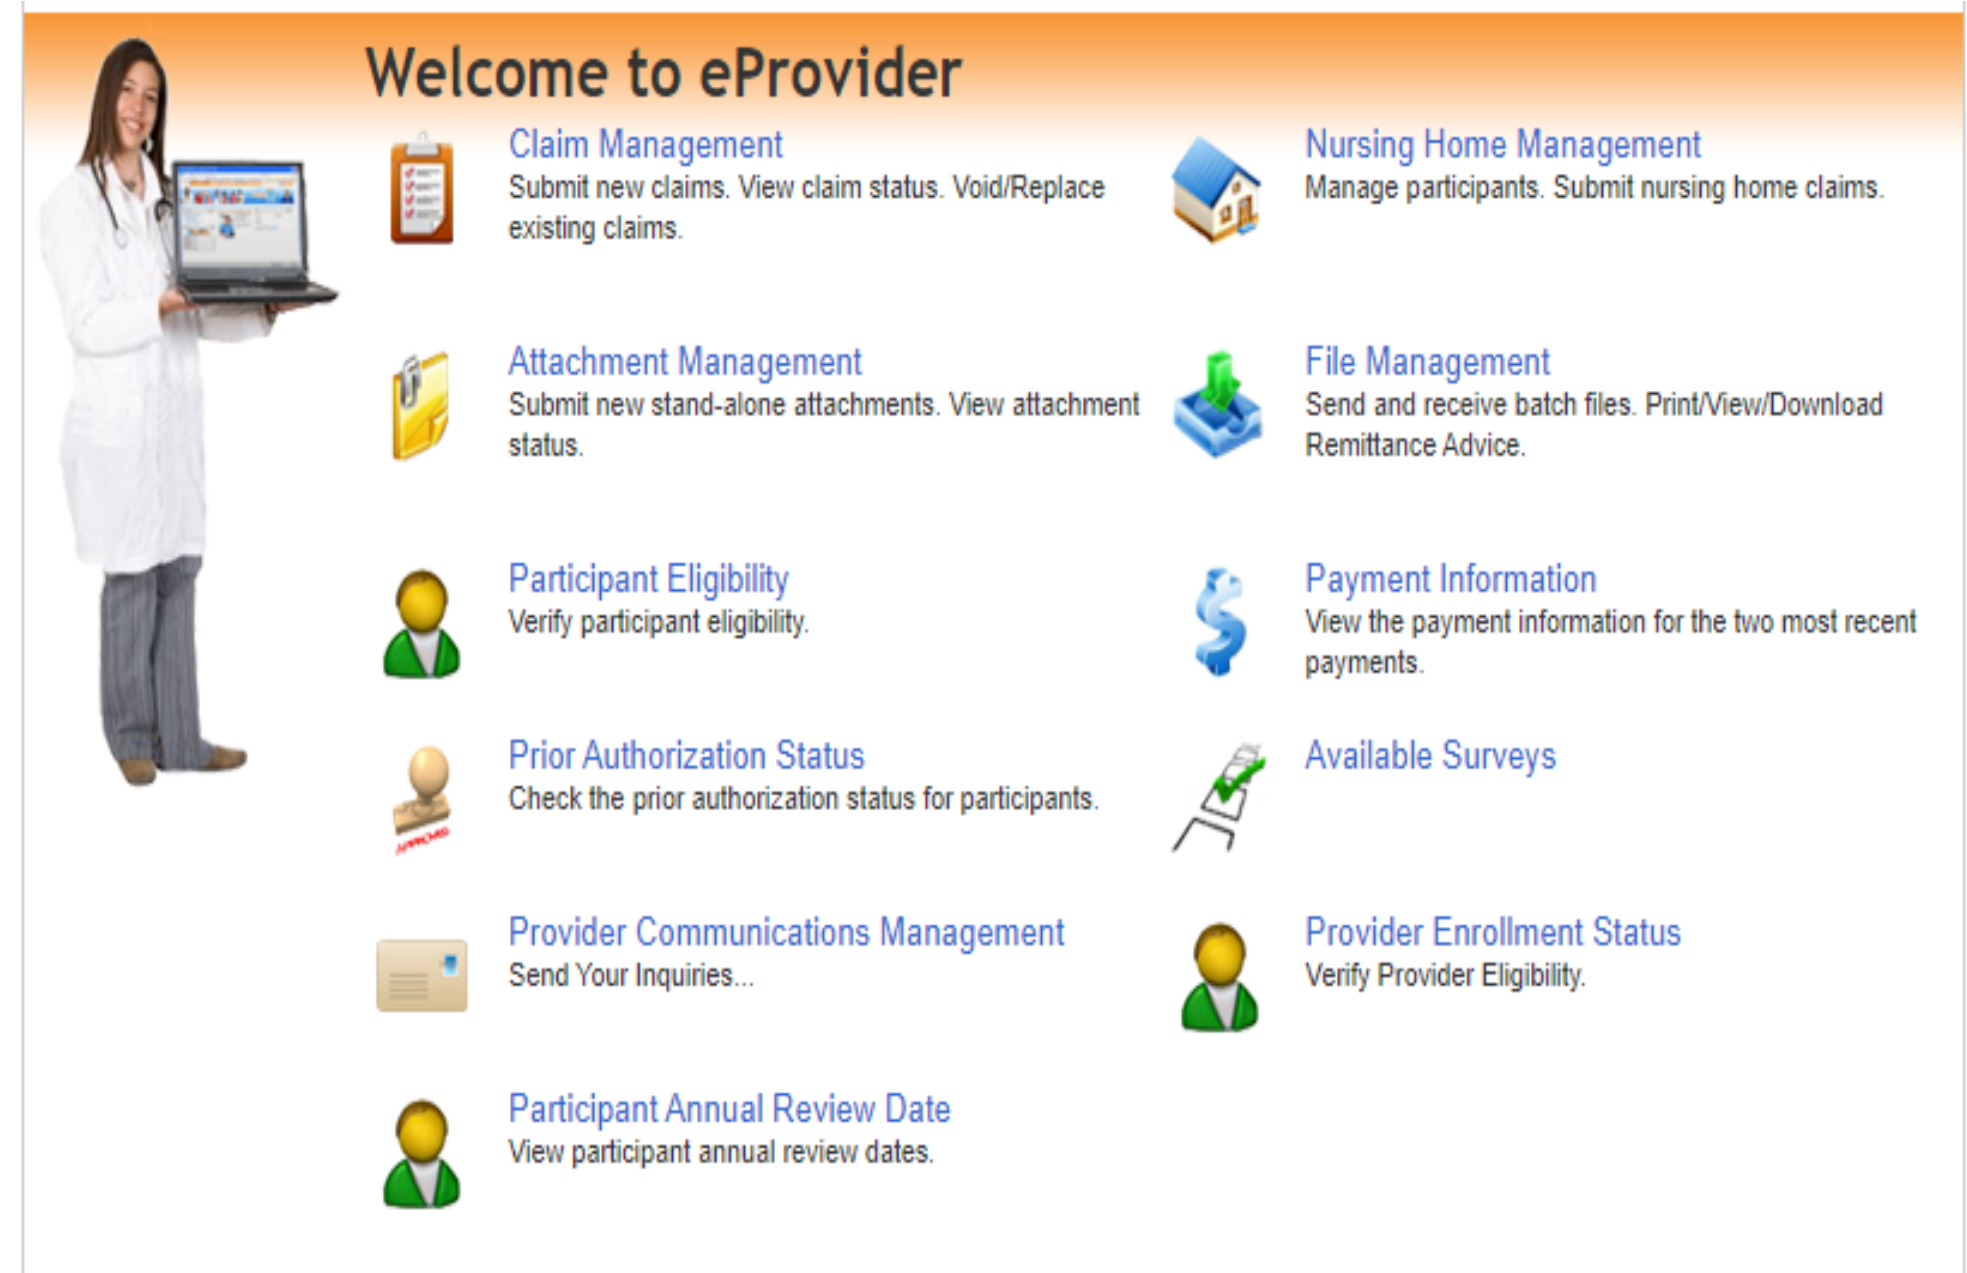 Welcome to eProvider
Claim Management
Submit new claims. View claim status. Void/Replace
existing claims.
Nursing Home Management
Manage participants. Submit nursing home claims.
Attachment Management
Submit new stand-alone attachments. View attachment
status.
File Management
Send and receive batch files. Print/View/Download
Remittance Advice.
Participant Eligibility
Verify participant eligibility.
Payment Information
View the payment information for the two most recent
payments.
Prior Authorization Status
Check the prior authorization status for participants.
APPROVED
Available Surveys
Provider Communications Management
Send Your Inquiries...
Provider Enrollment Status
Verify Provider Eligibility.
Participant Annual Review Date
View participant annual review dates.